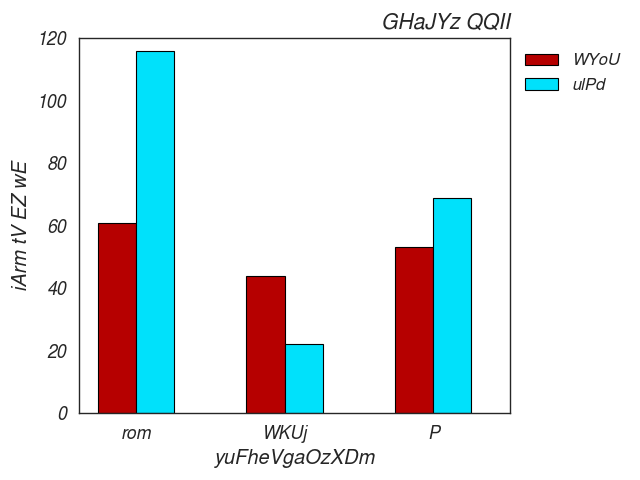 GHaJYz QQII
WYoU
ulPd
iArm tV EZ wE
120
100
80
60
40
20
0
rom
WKUj
P
yuFheVgaOzXDm